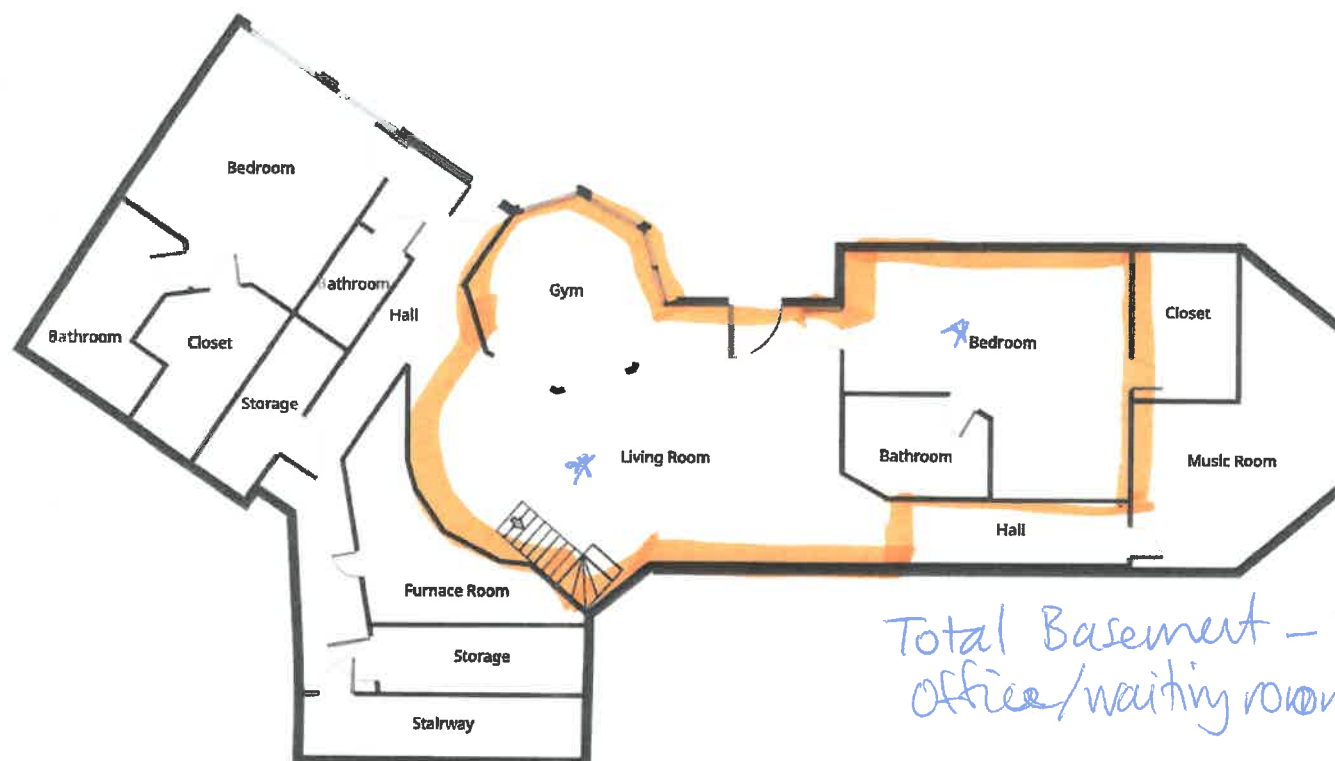 Bedroom
Gym
Bathroom
Hall
Closet
Bedroom
Bathroom
Closet
Storage
Living Room
Bathroom
Music Room
Hall
Furnace Room
Storage
Stairway
Total Basement –
office/waiting room